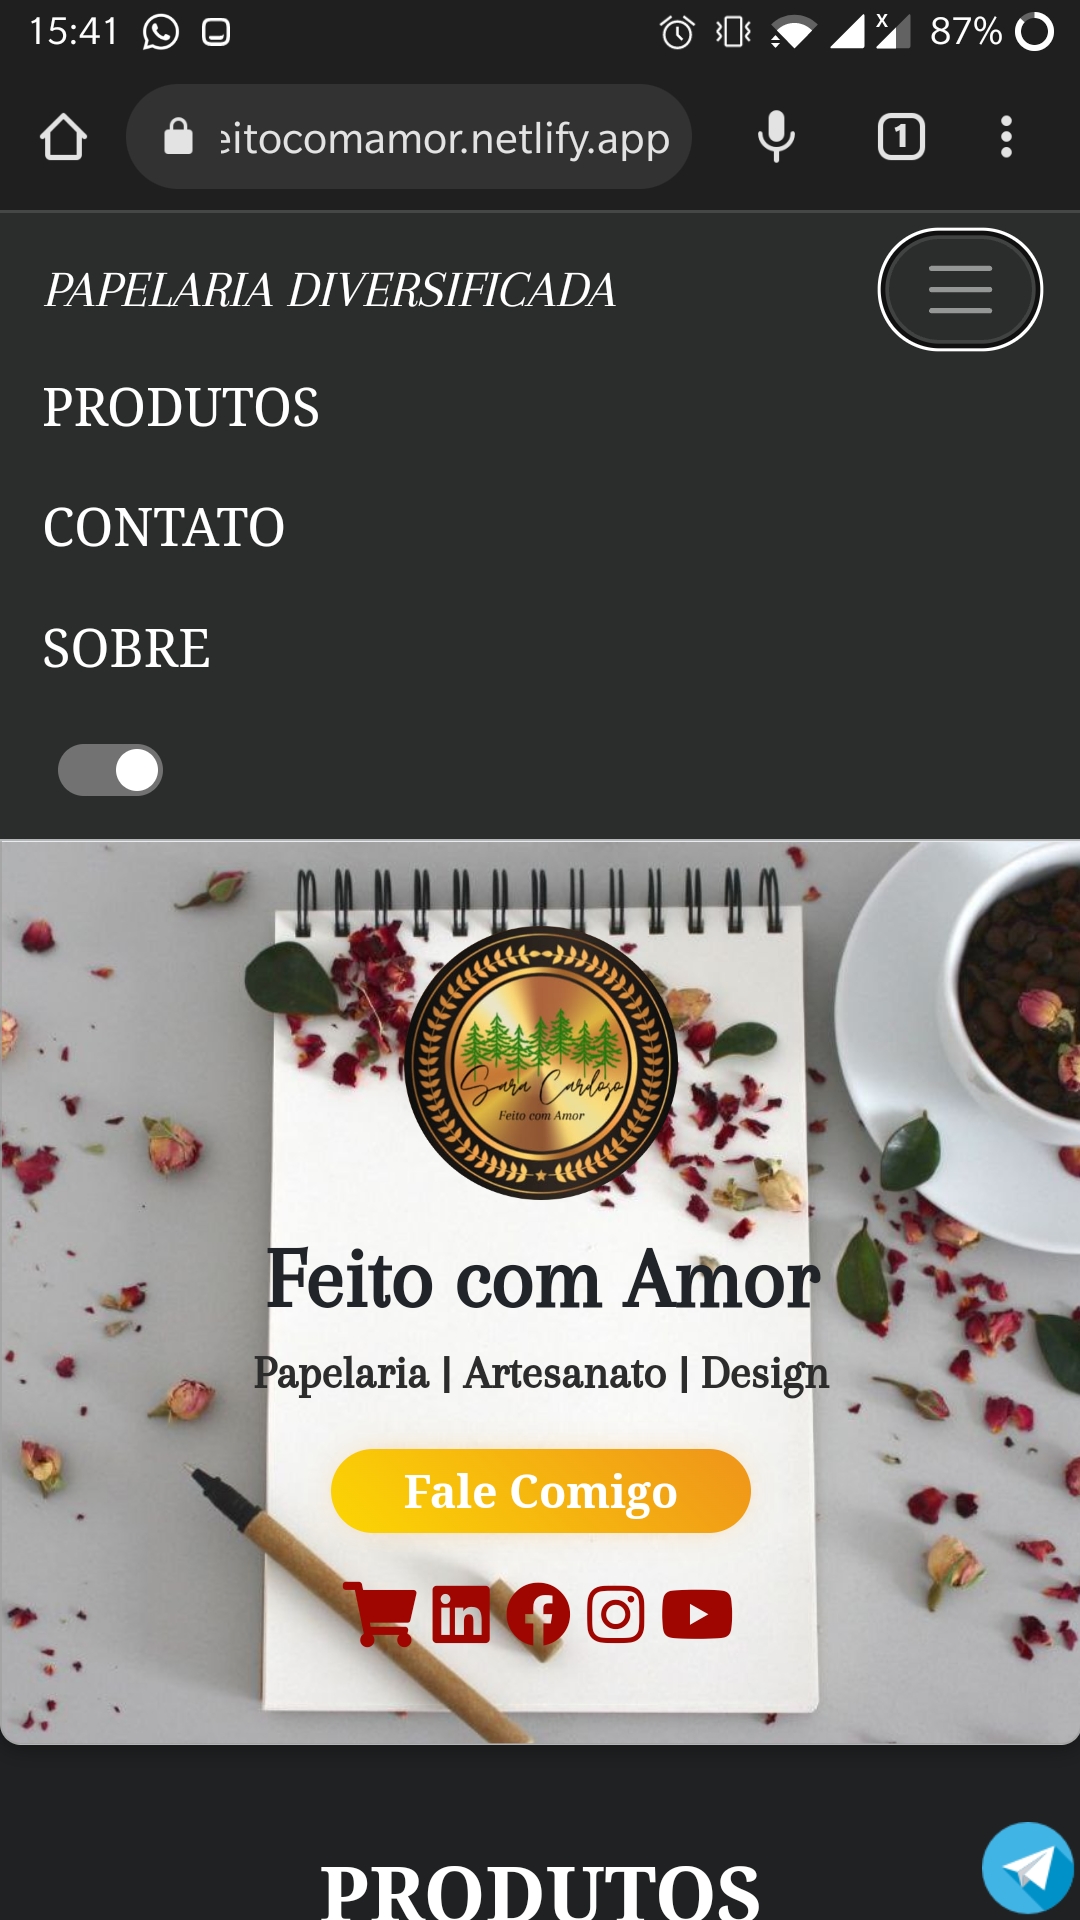 15:41
87%
eitocomamor.netlify.app
1
PAPELARIA DIVERSIFICADA
PRODUTOS
CONTATO
SOBRE
Sara Cardoso
Feito com Amor
Feito com Amor
Papelaria | Artesanato | Design
Fale Comigo
PRODUTOS